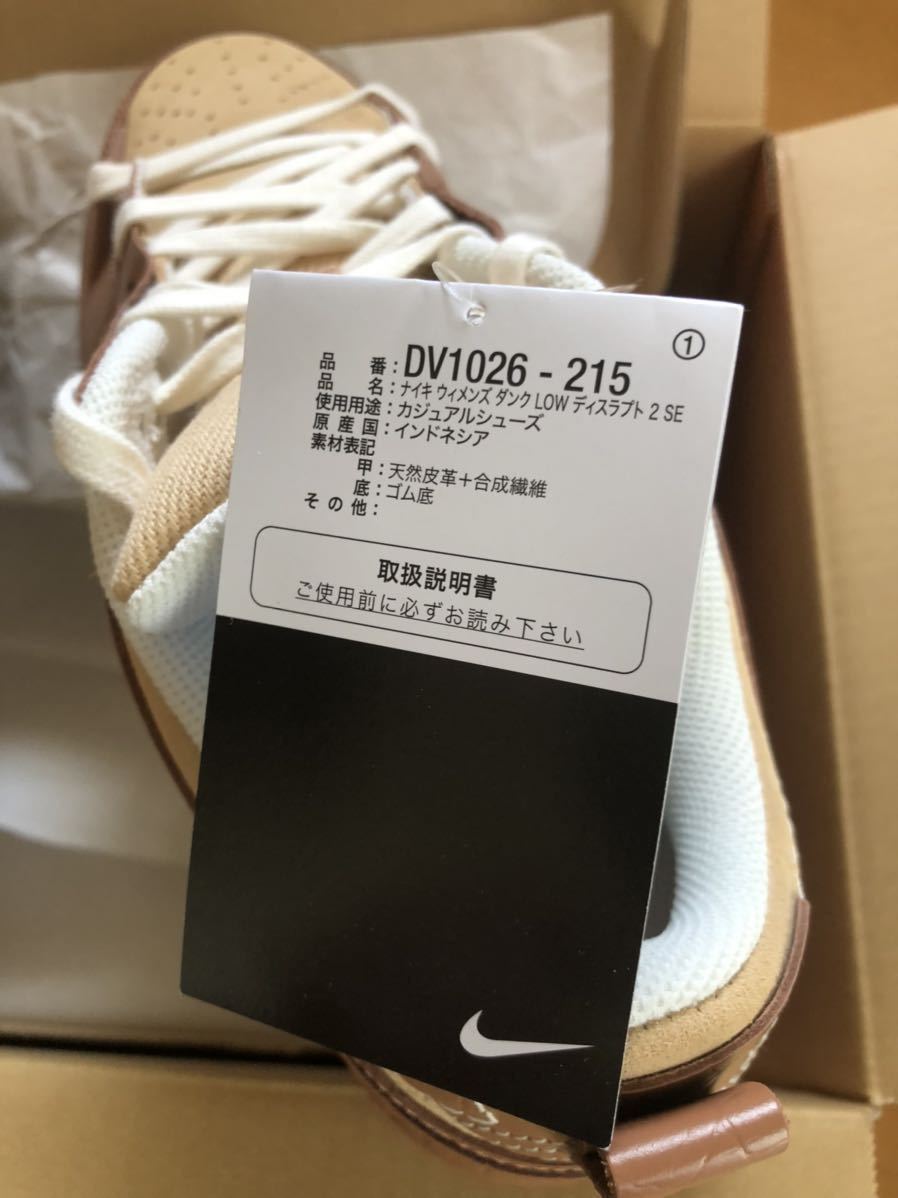 ①
品番：DV1026 - 215
品名：ナイキ ウィメンズ ダンク LOW ディスラプト 2 SE
使用用途：カジュアルシューズ
原産国：インドネシア
素材表記
甲：天然皮革＋合成繊維
底：ゴム底
その他：
取扱説明書
ご使用前に必ずお読み下さい